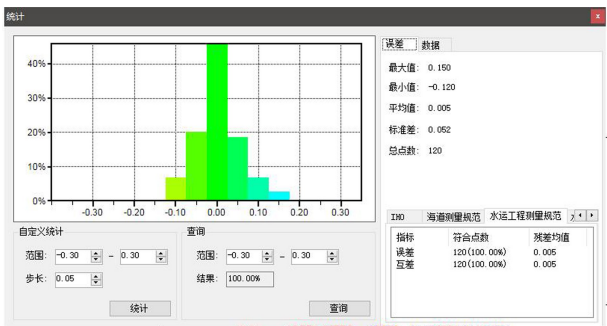 统计
误差 数据
40%
30%
20%
10%
0%
-0.30 -0.20 -0.10 0.00 0.10 0.20 0.30
最大值: 0.150
最小值: -0.120
平均值: 0.005
标准差: 0.052
总点数: 120
自定义统计
范围: -0.30 - 0.30
步长: 0.05
统计
查询
范围: -0.30 - 0.30
结果: 100.00%
查询
IHO 海道测量规范 水运工程测量规范
指标 符合点数 残差均值
误差 120(100.00%) 0.005
互差 120(100.00%) 0.005